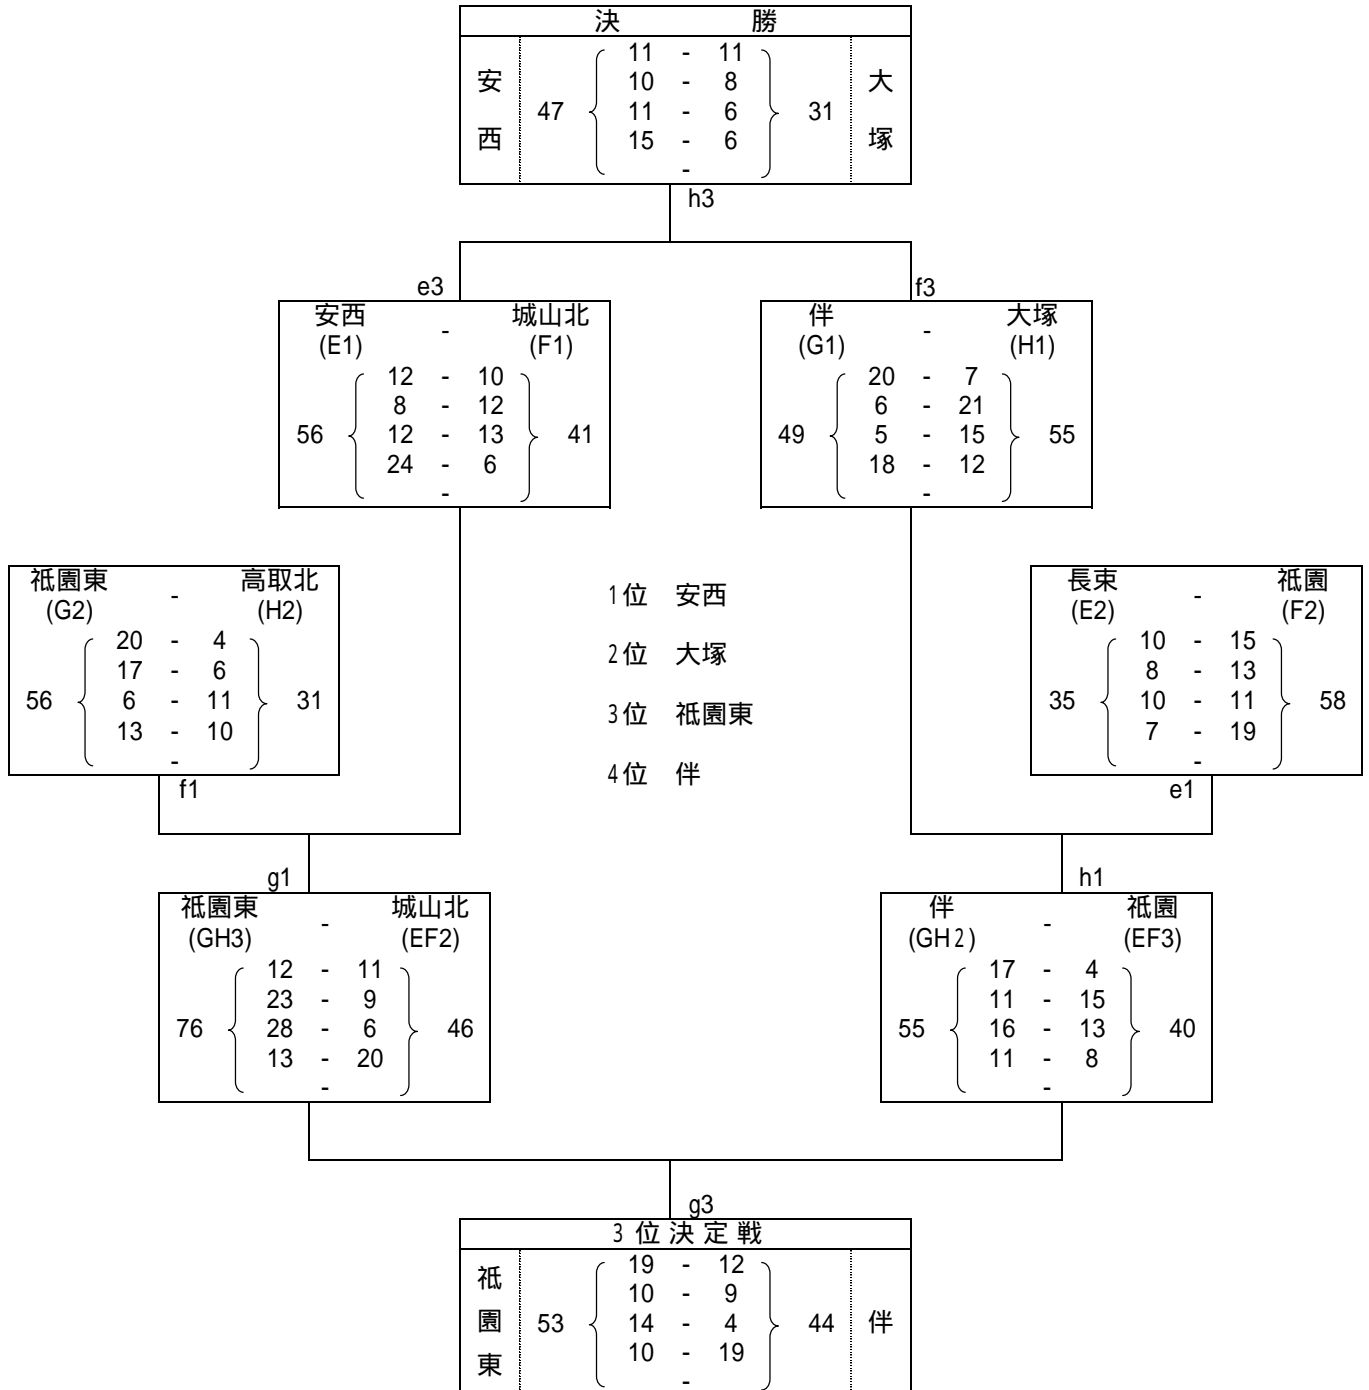 決 勝
安西 47 31 大塚
11 - 11
10 - 8
11 - 6
15 - 6
-
h3
e3 f3
安西 - 城山北
(E1) (F1)
12 - 10
8 - 12
56 12 - 13 41
24 - 6
-
伴 - 大塚
(G1) (H1)
20 - 7
6 - 21
49 5 - 15 55
18 - 12
-
祇園東 - 高取北
(G2) (H2)
20 - 4
17 - 6
56 6 - 11 31
13 - 10
-
f1
1位 安西
2位 大塚
3位 祇園東
4位 伴
長束 - 祇園
(E2) (F2)
10 - 15
8 - 13
35 10 - 11 58
7 - 19
-
e1
g1 h1
祇園東 - 城山北
(GH3) (EF2)
12 - 11
23 - 9
76 28 - 6 46
13 - 20
-
伴 - 祇園
(GH2) (EF3)
17 - 4
11 - 15
55 16 - 13 40
11 - 8
-
g3
3位決定戦
祇園東 53 44 伴
19 - 12
10 - 9
14 - 4
10 - 19
-